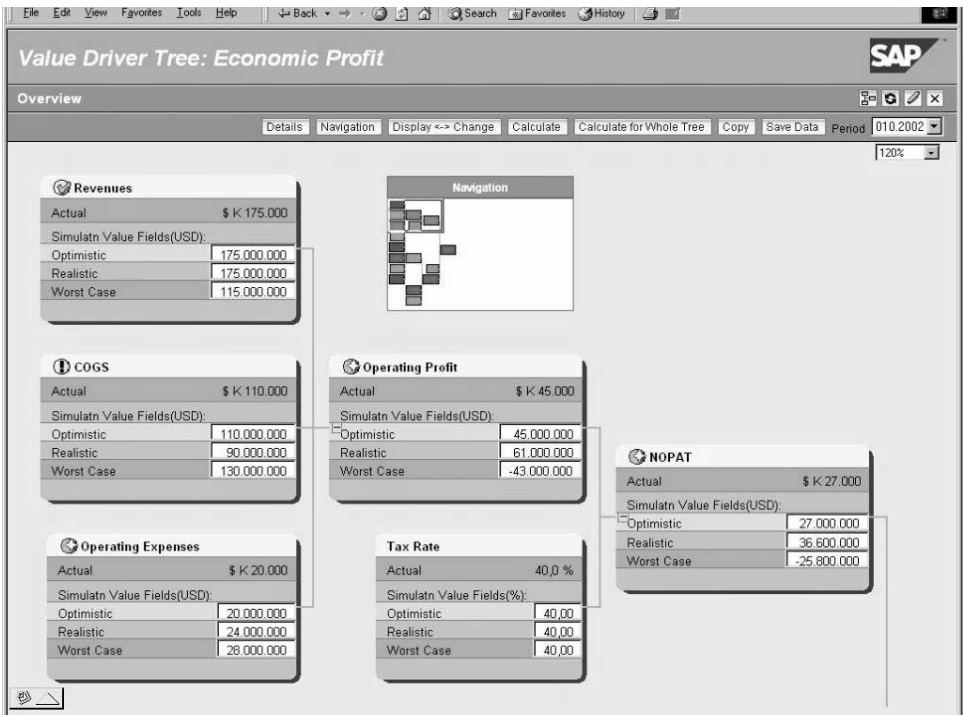 File Edit View Favorites Tools Help Back Search Favorites History
Value Driver Tree: Economic Profit
SAP
Overview
Details Navigation Display <-> Change Calculate Calculate for Whole Tree Copy Save Data Period 010.2002
120%
Revenues
Actual $ K 175.000
Simulatn Value Fields(USD):
Optimistic 175.000.000
Realistic 175.000.000
Worst Case 115.000.000
Navigation
COGS
Actual $ K 110.000
Simulatn Value Fields(USD):
Optimistic 110.000.000
Realistic 90.000.000
Worst Case 130.000.000
Operating Profit
Actual $ K 45.000
Simulatn Value Fields(USD):
Optimistic 45.000.000
Realistic 61.000.000
Worst Case -43.000.000
NOPAT
Actual $ K 27.000
Simulatn Value Fields(USD):
Optimistic 27.000.000
Realistic 36.600.000
Worst Case -25.800.000
Operating Expenses
Actual $ K 20.000
Simulatn Value Fields(USD):
Optimistic 20.000.000
Realistic 24.000.000
Worst Case 28.000.000
Tax Rate
Actual 40,0 %
Simulatn Value Fields(%):
Optimistic 40,00
Realistic 40,00
Worst Case 40,00